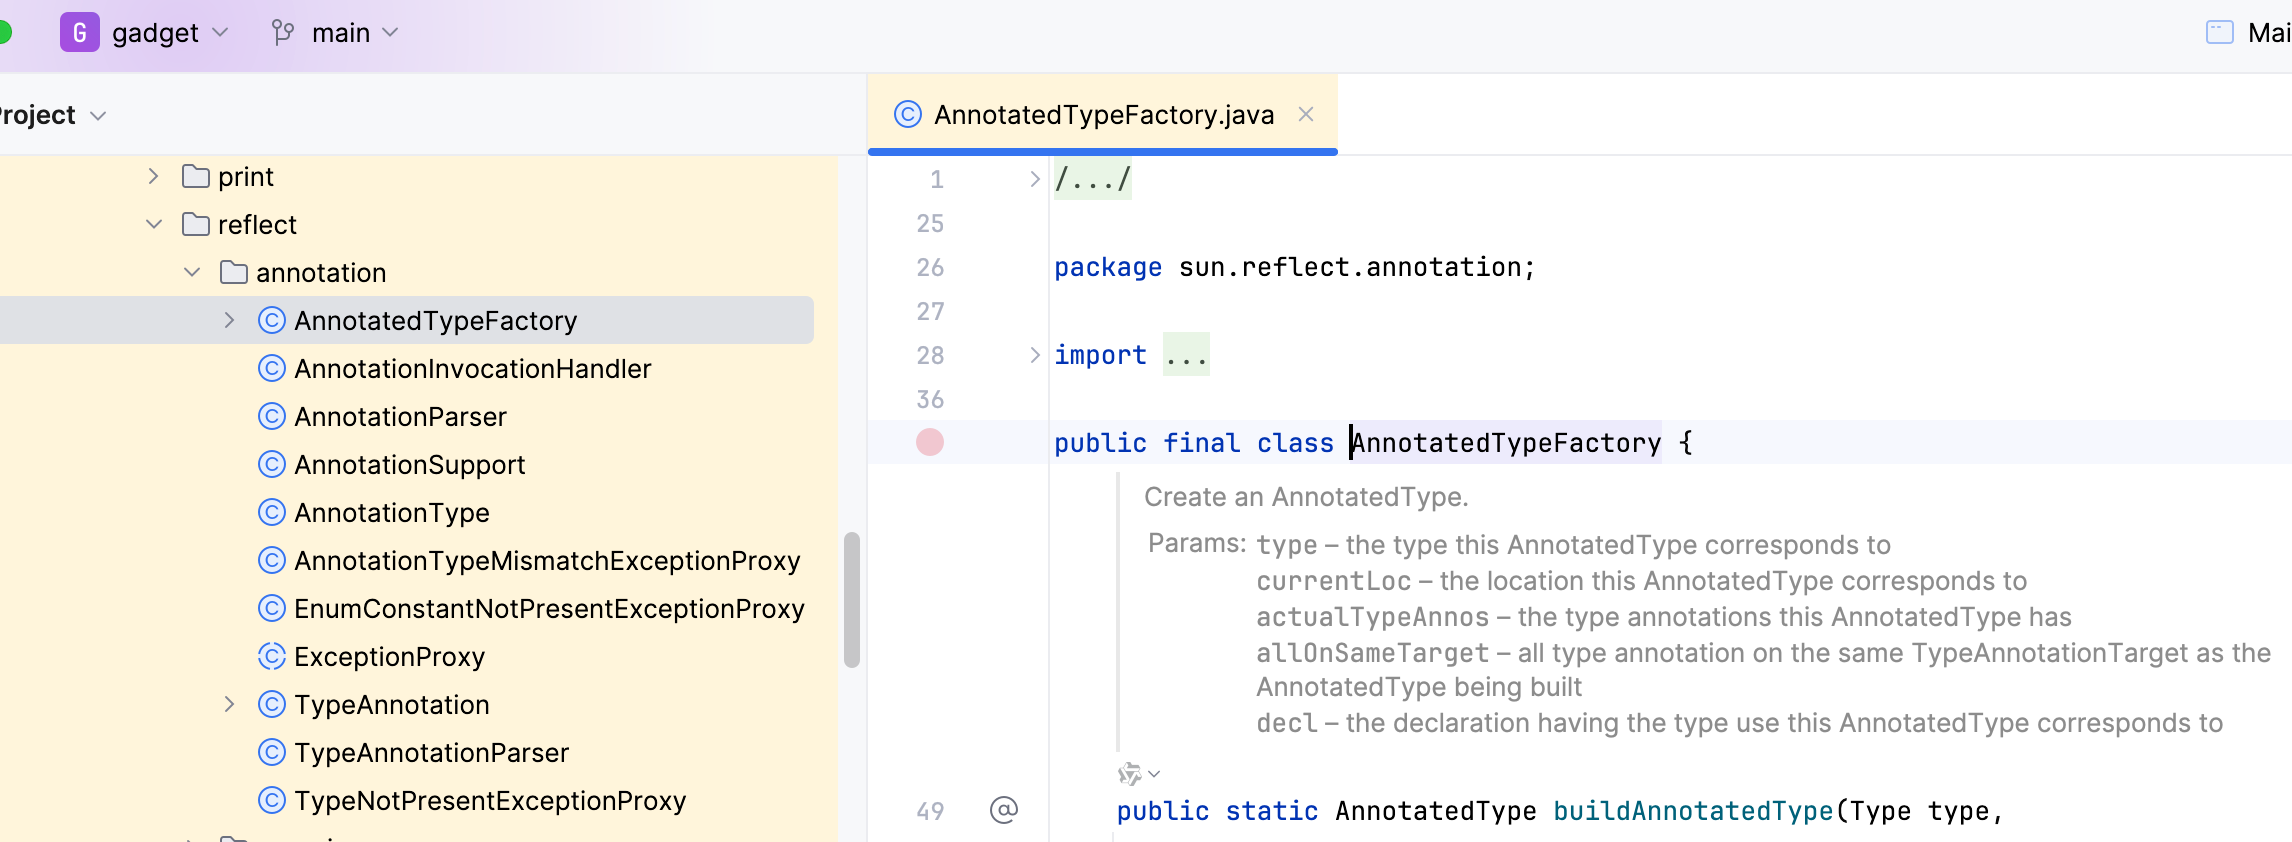 G gadget main
Project
print
reflect
annotation
AnnotatedTypeFactory
AnnotationInvocationHandler
AnnotationParser
AnnotationSupport
AnnotationType
AnnotationTypeMismatchExceptionProxy
EnumConstantNotPresentExceptionProxy
ExceptionProxy
TypeAnnotation
TypeAnnotationParser
TypeNotPresentExceptionProxy
AnnotatedTypeFactory.java
1 /.../
25
26 package sun.reflect.annotation;
27
28 import ...
36
public final class AnnotatedTypeFactory {
Create an AnnotatedType.
Params: type – the type this AnnotatedType corresponds to
currentLoc – the location this AnnotatedType corresponds to
actualTypeAnnos – the type annotations this AnnotatedType has
allOnSameTarget – all type annotation on the same TypeAnnotationTarget as the
AnnotatedType being built
decl – the declaration having the type use this AnnotatedType corresponds to
49 @ public static AnnotatedType buildAnnotatedType(Type type,